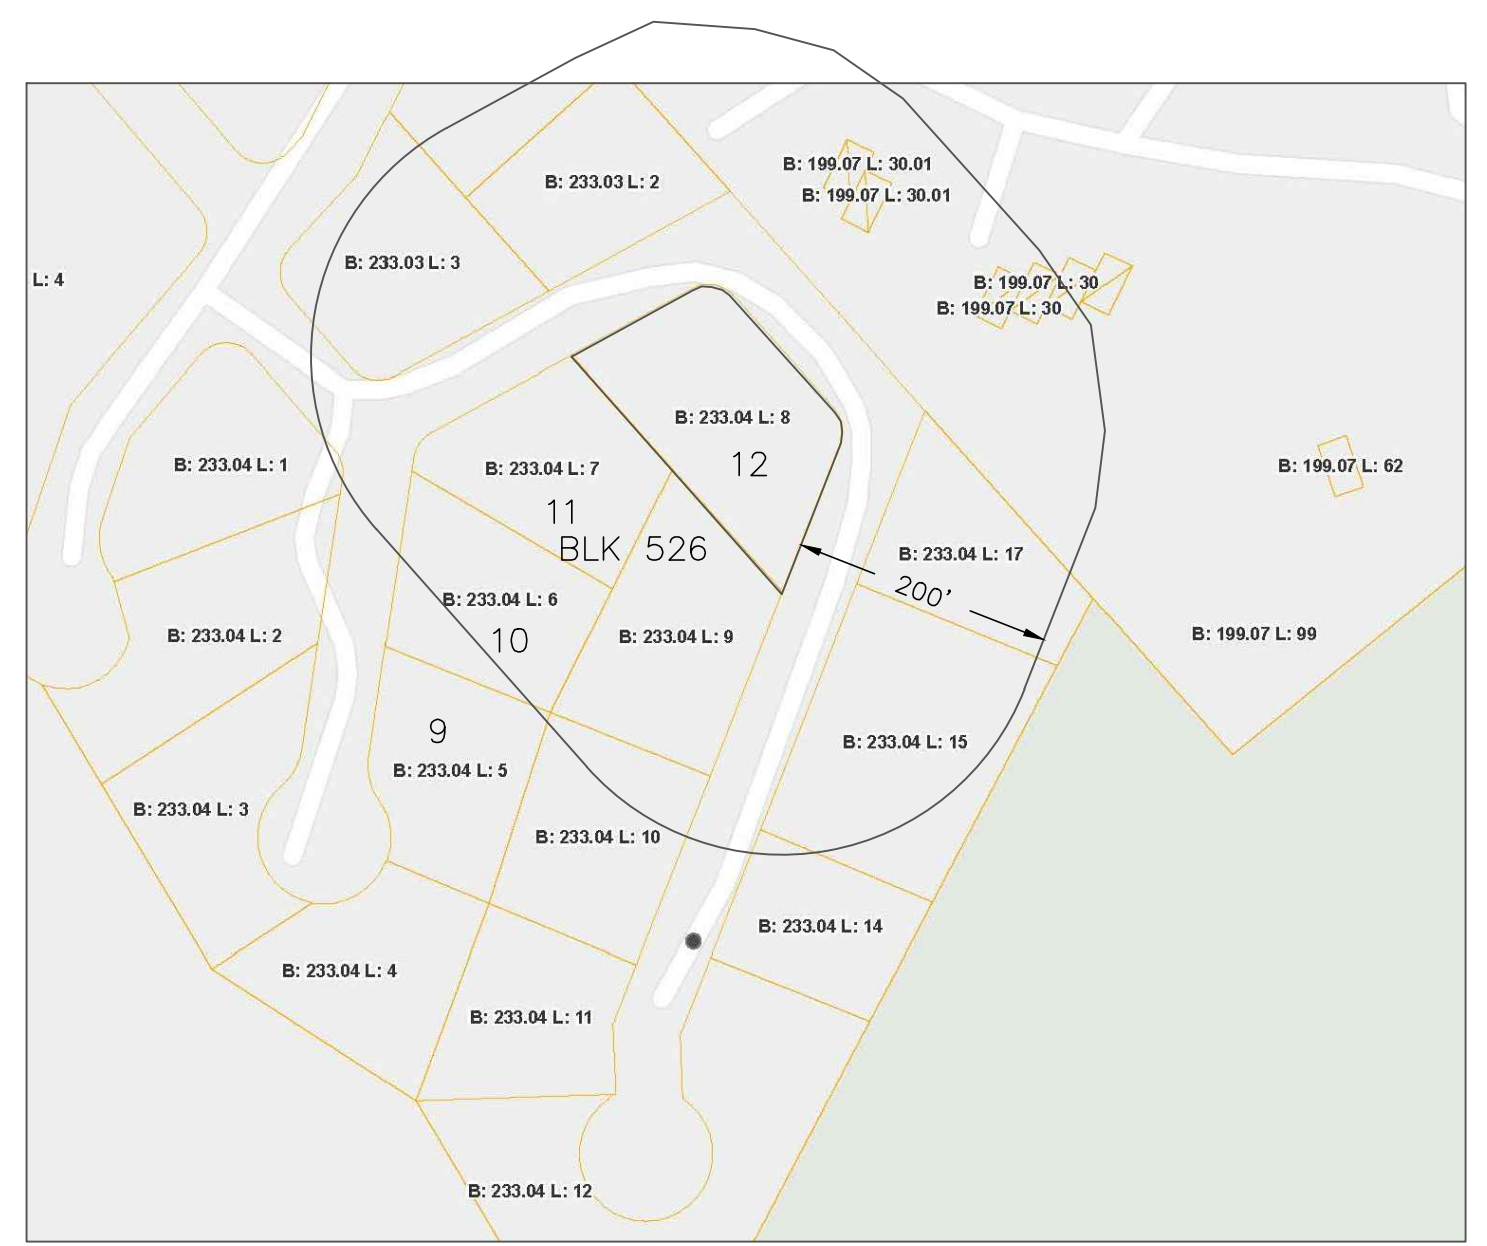 B: 199.07 L: 30.01
B: 233.03 L: 2
B: 199.07 L: 30.01
B: 233.03 L: 3
L: 4
B: 199.07 L: 30
B: 199.07 L: 30
B: 233.04 L: 8
B: 233.04 L: 1
B: 233.04 L: 7
12
B: 199.07 L: 62
11
BLK 526
B: 233.04 L: 17
200'
B: 233.04 L: 6
B: 233.04 L: 2
10
B: 233.04 L: 9
B: 199.07 L: 99
9
B: 233.04 L: 15
B: 233.04 L: 5
B: 233.04 L: 3
B: 233.04 L: 10
B: 233.04 L: 14
B: 233.04 L: 4
B: 233.04 L: 11
B: 233.04 L: 12